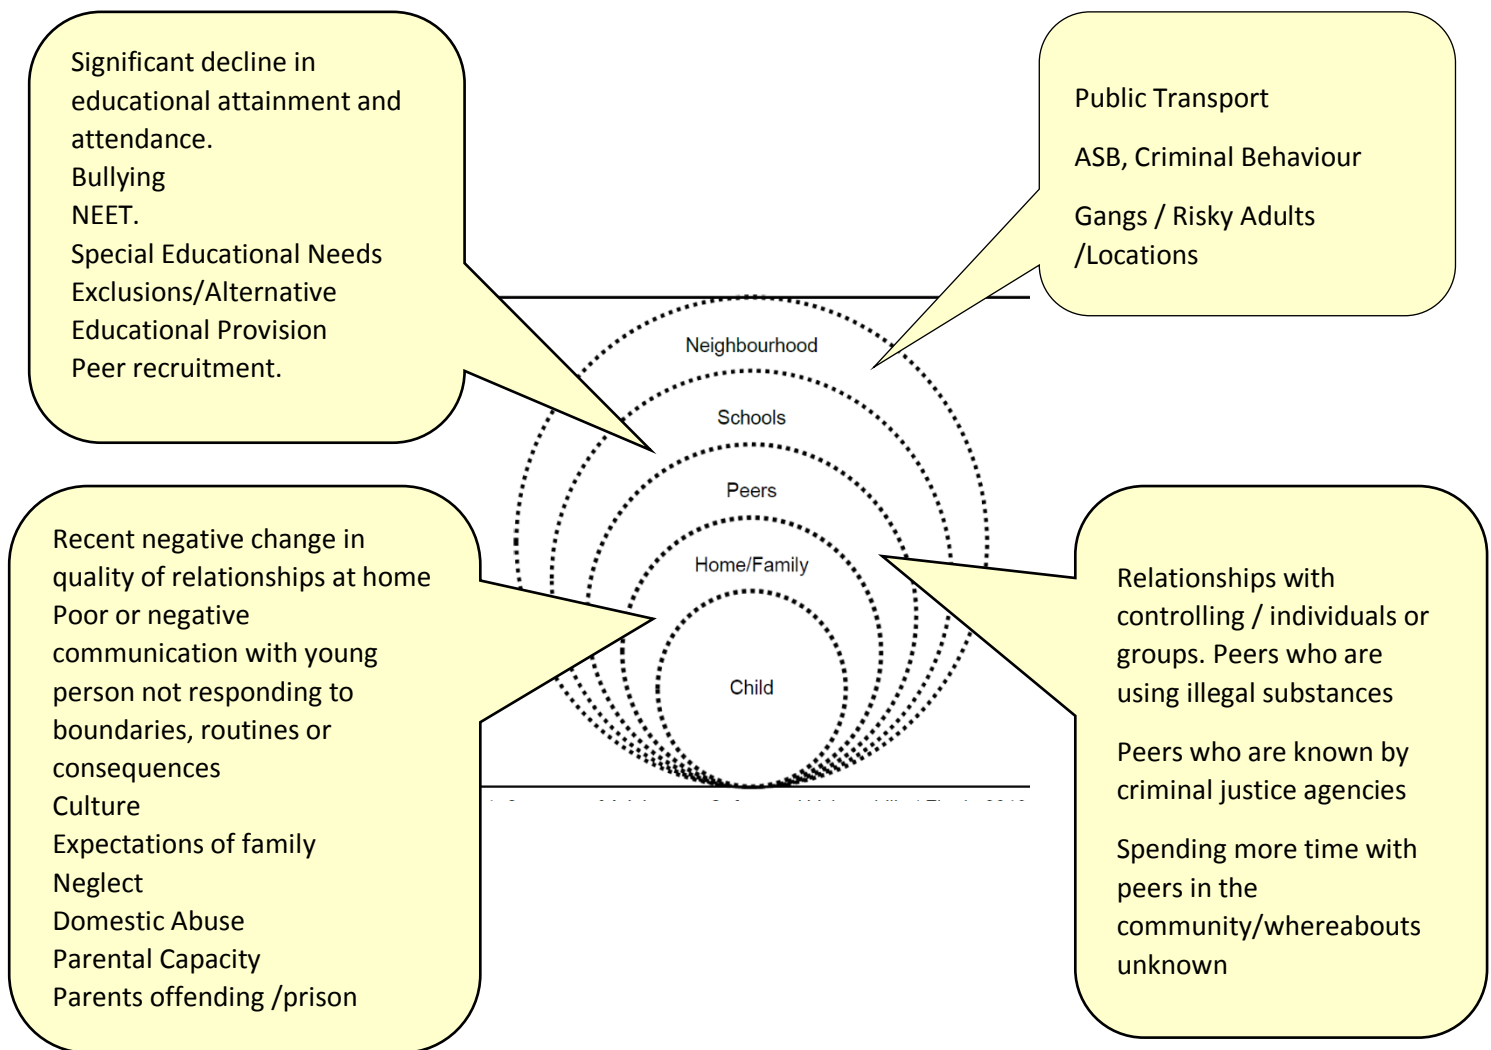 Significant decline in
educational attainment and
attendance.
Bullying
NEET.
Special Educational Needs
Exclusions/Alternative
Educational Provision
Peer recruitment.
Public Transport
ASB, Criminal Behaviour
Gangs / Risky Adults
/Locations
Neighbourhood
Schools
Peers
Home/Family
Child
Recent negative change in
quality of relationships at home
Poor or negative
communication with young
person not responding to
boundaries, routines or
consequences
Culture
Expectations of family
Neglect
Domestic Abuse
Parental Capacity
Parents offending /prison
Relationships with
controlling / individuals or
groups. Peers who are
using illegal substances
Peers who are known by
criminal justice agencies
Spending more time with
peers in the
community/whereabouts
unknown